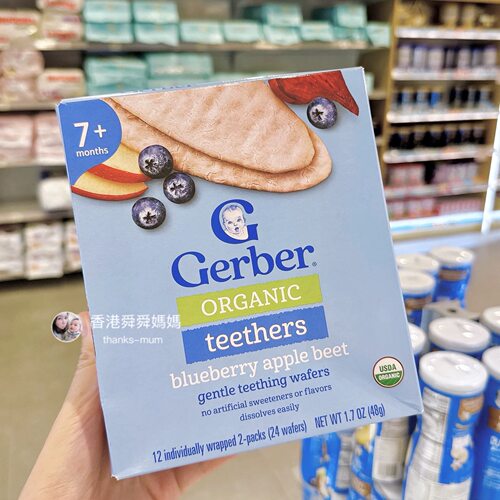 7+
months
G
Gerber®
ORGANIC
teethers
blueberry apple beet
gentle teething wafers
no artificial sweeteners or flavors
dissolves easily
USDA
ORGANIC
12 individually wrapped 2-packs (24 wafers) NET WT 1.7 OZ (48g)
香港舜舜媽媽
thanks-mum